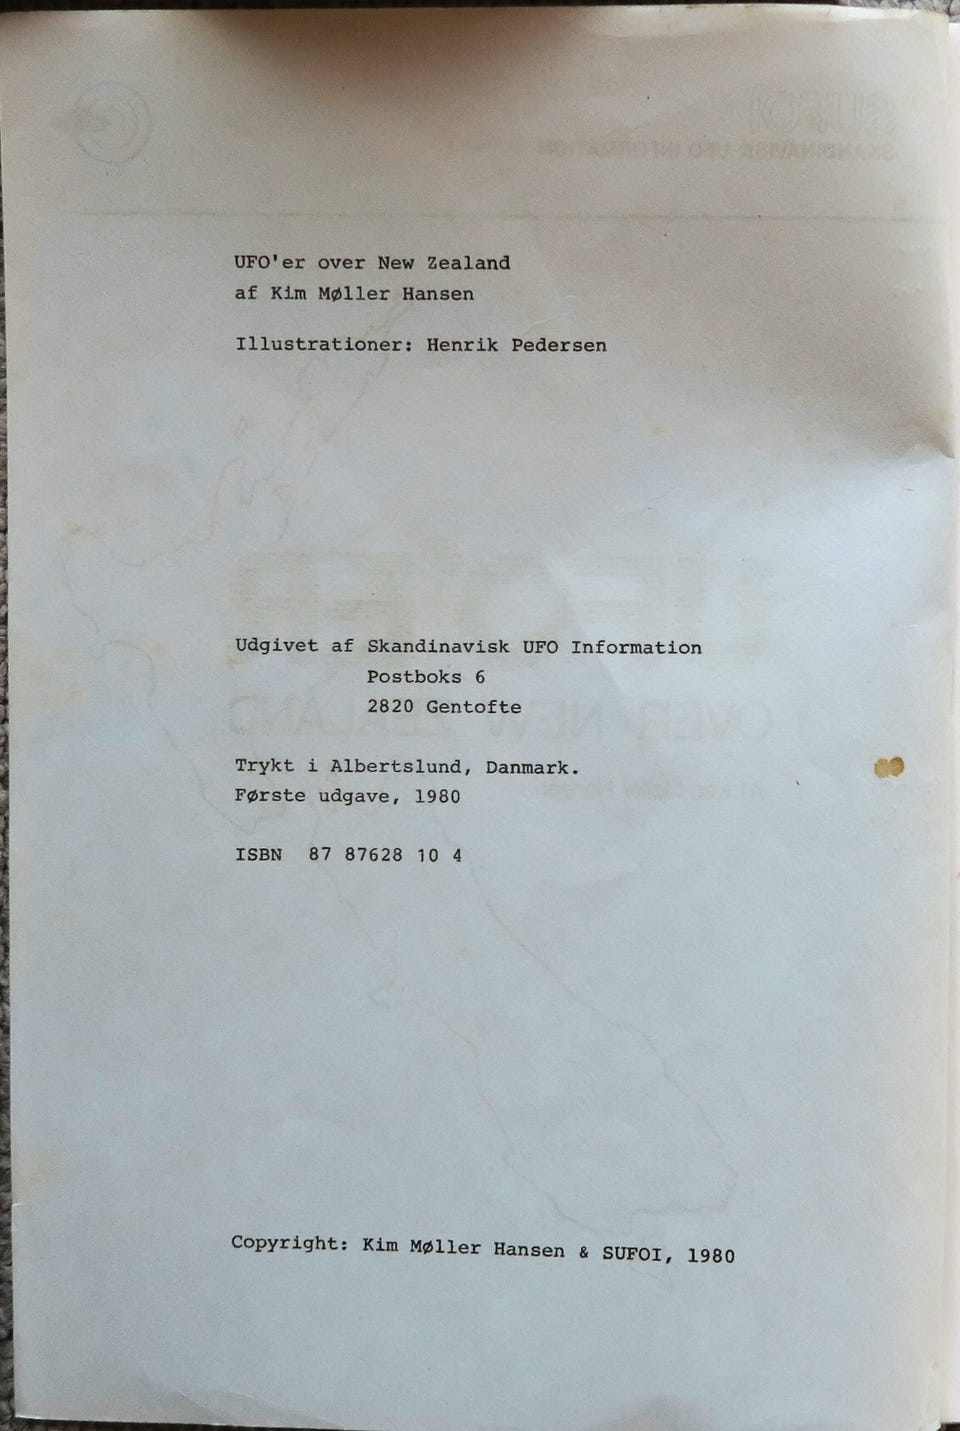 UFO'er over New Zealand
af Kim Møller Hansen
Illustrationer: Henrik Pedersen
Udgivet af Skandinavisk UFO Information
Postboks 6
2820 Gentofte
Trykt i Albertslund, Danmark.
Første udgave, 1980
ISBN 87 87628 10 4
Copyright: Kim Møller Hansen & SUFOI, 1980